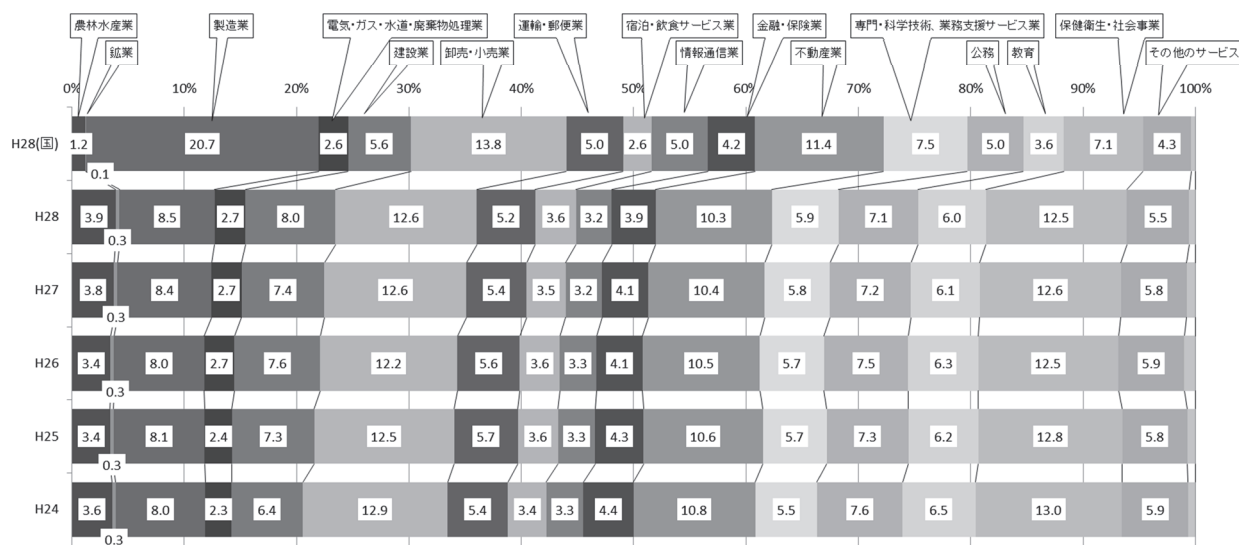 農林水産業 製造業 電気・ガス・水道・廃棄物処理業 運輸・郵便業 宿泊・飲食サービス業 金融・保険業 専門・科学技術、業務支援サービス業 保健衛生・社会事業
鉱業 建設業 卸売・小売業 情報通信業 不動産業 公務 教育 その他のサービス
0% 10% 20% 30% 40% 50% 60% 70% 80% 90% 100%
H28(国) 1.2 20.7 2.6 5.6 13.8 5.0 2.6 5.0 4.2 11.4 7.5 5.0 3.6 7.1 4.3
0.1
H28 3.9 8.5 2.7 8.0 12.6 5.2 3.6 3.2 3.9 10.3 5.9 7.1 6.0 12.5 5.5
0.3
H27 3.8 8.4 2.7 7.4 12.6 5.4 3.5 3.2 4.1 10.4 5.8 7.2 6.1 12.6 5.8
0.3
H26 3.4 8.0 2.7 7.6 12.2 5.6 3.6 3.3 4.1 10.5 5.7 7.5 6.3 12.5 5.9
0.3
H25 3.4 8.1 2.4 7.3 12.5 5.7 3.6 3.3 4.3 10.6 5.7 7.3 6.2 12.8 5.8
0.3
H24 3.6 8.0 2.3 6.4 12.9 5.4 3.4 3.3 4.4 10.8 5.5 7.6 6.5 13.0 5.9
0.3